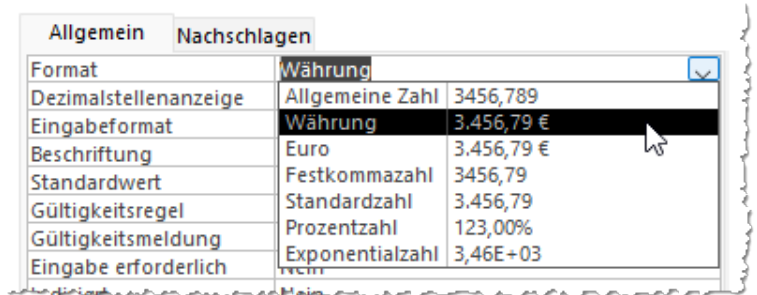 Allgemein Nachschlagen
Format Währung
Dezimalstellenanzeige Allgemeine Zahl 3456,789
Eingabeformat Währung 3.456,79 €
Beschriftung Euro 3.456,79 €
Standardwert Festkommazahl 3456,79
Gültigkeitsregel Standardzahl 3.456,79
Gültigkeitsmeldung Prozentzahl 123,00%
Eingabe erforderlich Exponentialzahl 3,46E+03